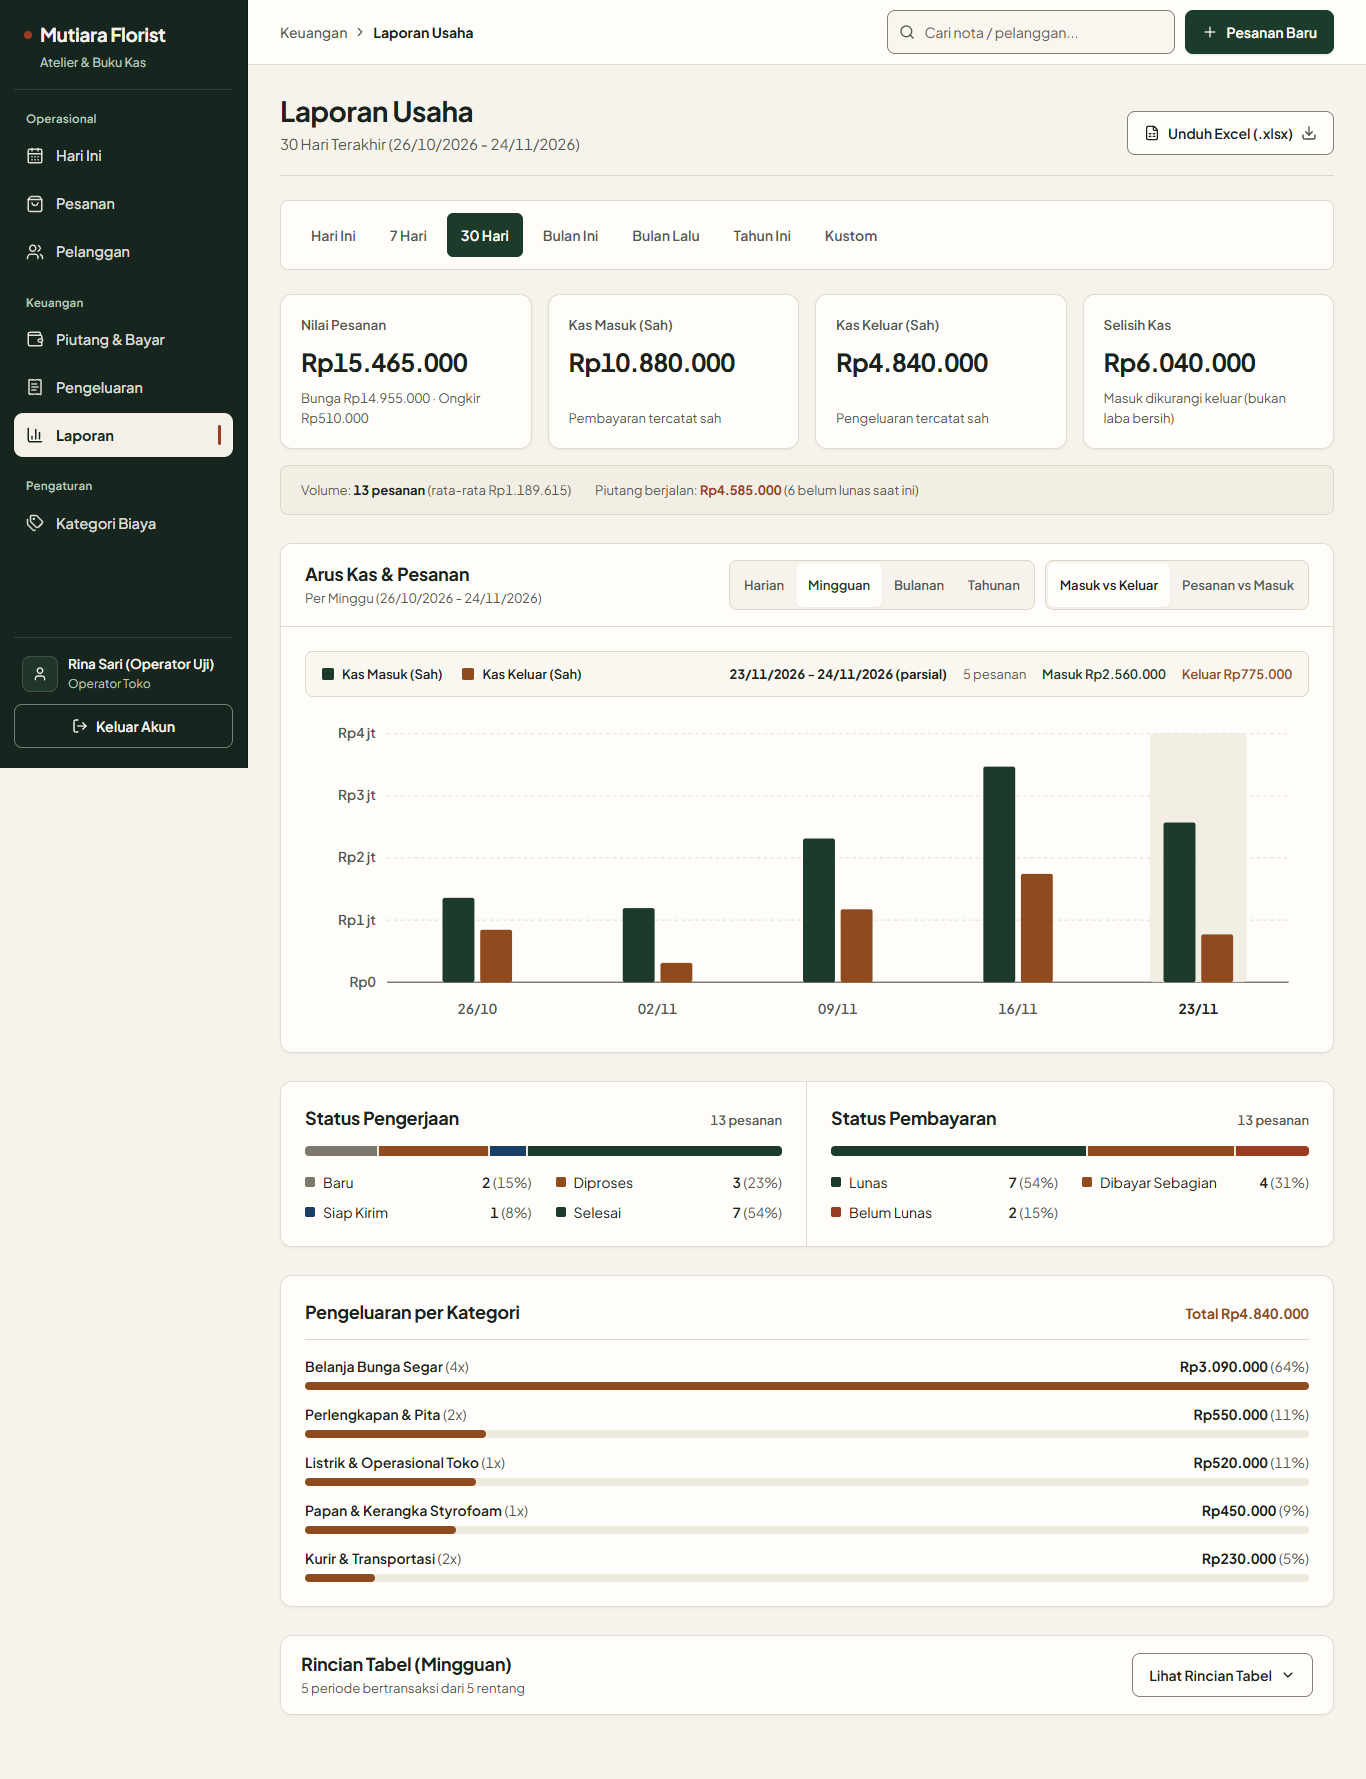 Mutiara Florist
Atelier & Buku Kas
Operasional
Hari Ini
Pesanan
Pelanggan
Keuangan
Piutang & Bayar
Pengeluaran
Laporan
Pengaturan
Kategori Biaya
Rina Sari (Operator Uji)
Operator Toko
Keluar Akun
Keuangan > Laporan Usaha
Cari nota / pelanggan...
+ Pesanan Baru
Laporan Usaha
30 Hari Terakhir (26/10/2026 - 24/11/2026)
Unduh Excel (.xlsx)
Hari Ini 7 Hari 30 Hari Bulan Ini Bulan Lalu Tahun Ini Kustom
Nilai Pesanan
Rp15.465.000
Bunga Rp14.955.000 · Ongkir
Rp510.000
Kas Masuk (Sah)
Rp10.880.000
Pembayaran tercatat sah
Kas Keluar (Sah)
Rp4.840.000
Pengeluaran tercatat sah
Selisih Kas
Rp6.040.000
Masuk dikurangi keluar (bukan
laba bersih)
Volume: 13 pesanan (rata-rata Rp1.189.615) Piutang berjalan: Rp4.585.000 (6 belum lunas saat ini)
Arus Kas & Pesanan
Per Minggu (26/10/2026 - 24/11/2026)
Harian Mingguan Bulanan Tahunan
Masuk vs Keluar Pesanan vs Masuk
Kas Masuk (Sah) Kas Keluar (Sah)
23/11/2026 - 24/11/2026 (parsial) 5 pesanan Masuk Rp2.560.000 Keluar Rp775.000
Rp4 jt
Rp3 jt
Rp2 jt
Rp1 jt
Rp0
26/10 02/11 09/11 16/11 23/11
Status Pengerjaan 13 pesanan
Baru 2 (15%) Diproses 3 (23%)
Siap Kirim 1 (8%) Selesai 7 (54%)
Status Pembayaran 13 pesanan
Lunas 7 (54%) Dibayar Sebagian 4 (31%)
Belum Lunas 2 (15%)
Pengeluaran per Kategori Total Rp4.840.000
Belanja Bunga Segar (4x) Rp3.090.000 (64%)
Perlengkapan & Pita (2x) Rp550.000 (11%)
Listrik & Operasional Toko (1x) Rp520.000 (11%)
Papan & Kerangka Styrofoam (1x) Rp450.000 (9%)
Kurir & Transportasi (2x) Rp230.000 (5%)
Rincian Tabel (Mingguan)
5 periode bertransaksi dari 5 rentang
Lihat Rincian Tabel